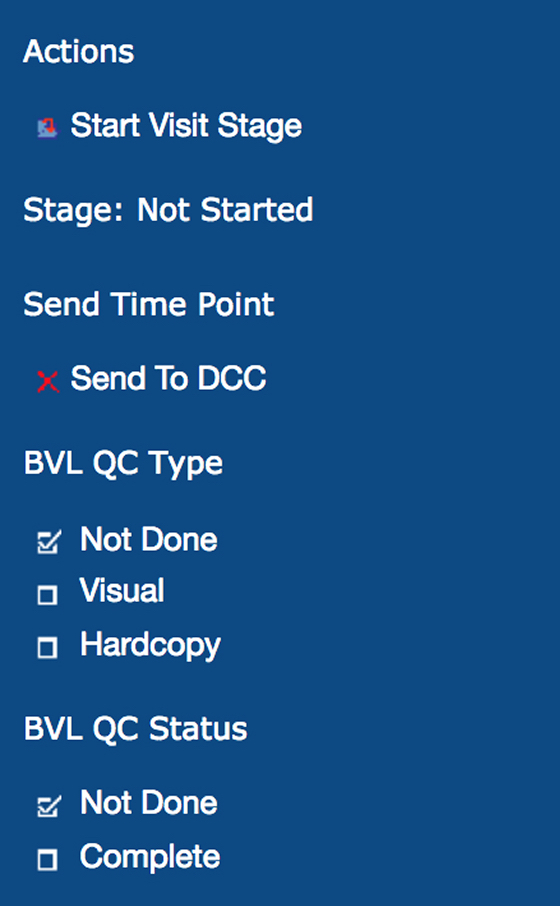 Actions
Start Visit Stage
Stage: Not Started
Send Time Point
Send To DCC
BVL QC Type
Not Done
Visual
Hardcopy
BVL QC Status
Not Done
Complete